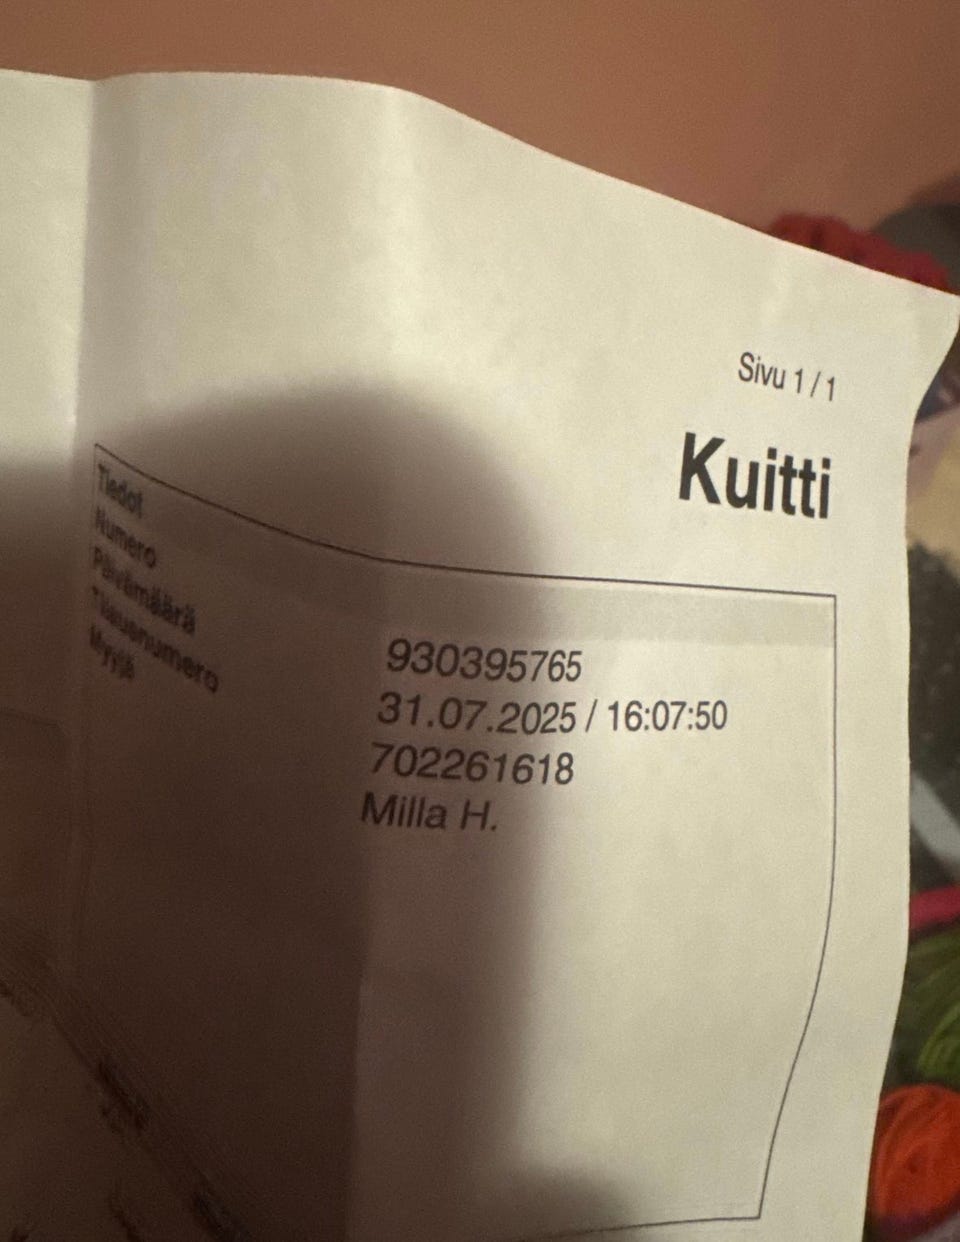 Sivu 1 / 1
Kuitti
Tiedot
Numero 930395765
Päivämäärä 31.07.2025 / 16:07:50
Tilausnumero 702261618
Myyjä Milla H.